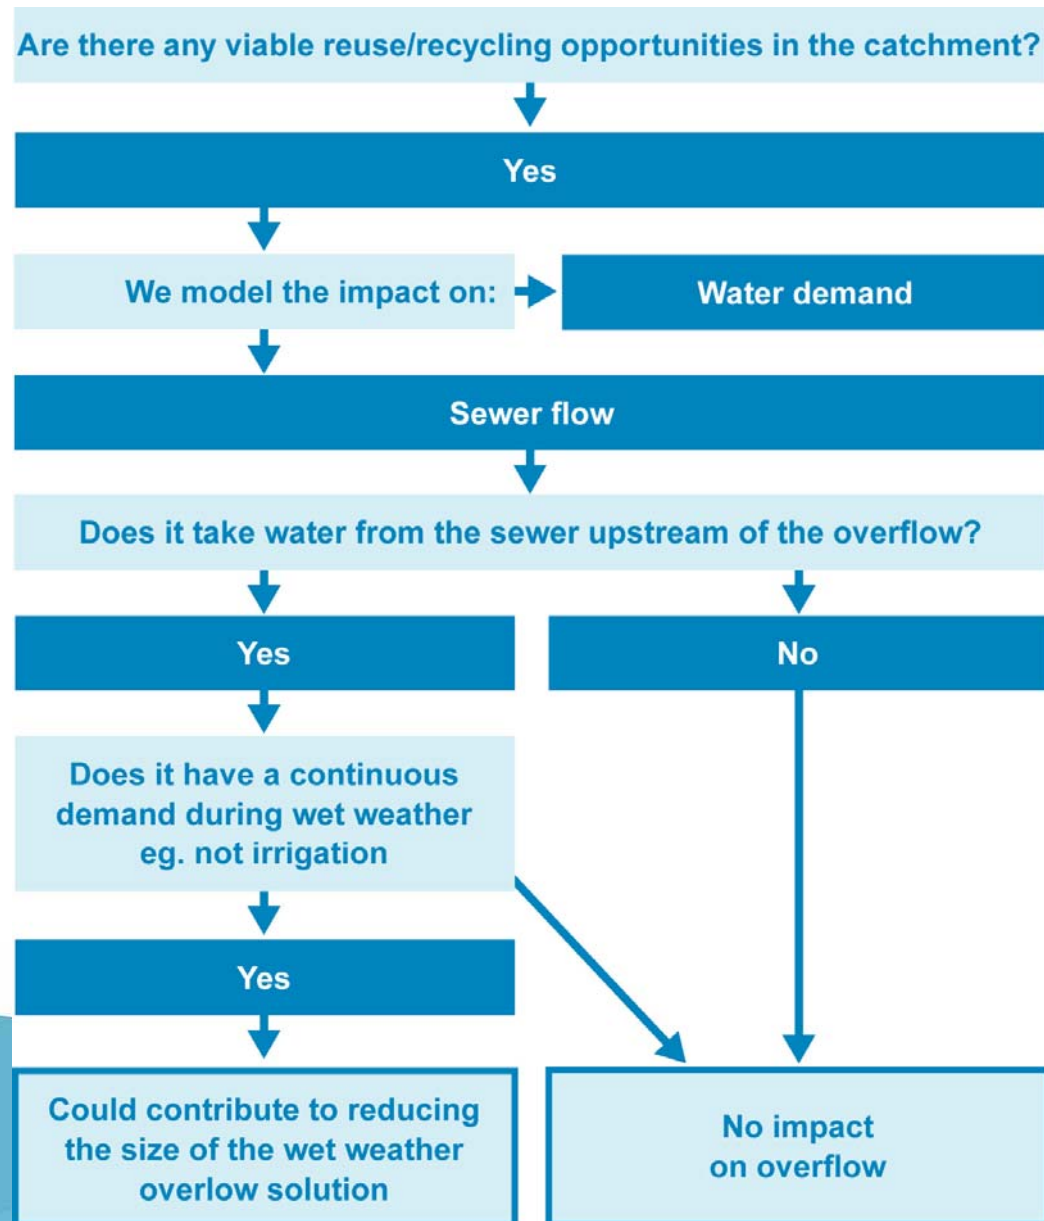 Are there any viable reuse/recycling opportunities in the catchment?
Yes
We model the impact on:
Water demand
Sewer flow
Does it take water from the sewer upstream of the overflow?
Yes
No
Does it have a continuous
demand during wet weather
eg. not irrigation
Yes
Could contribute to reducing
the size of the wet weather
overlow solution
No impact
on overflow